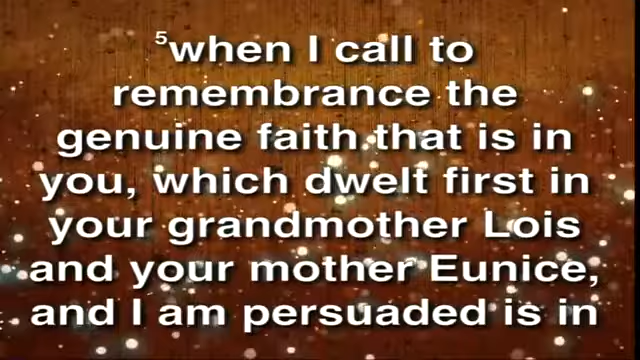 ⁵when I call to
remembrance the
genuine faith that is in
you, which dwelt first in
your grandmother Lois
and your mother Eunice,
and I am persuaded is in